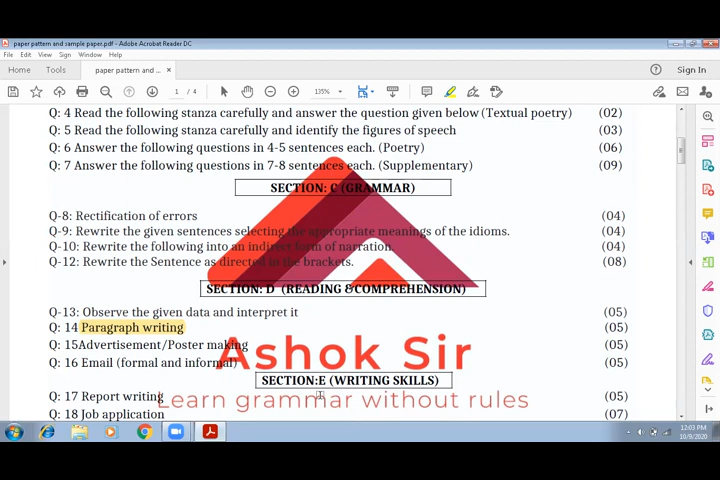 paper pattern and sample paper.pdf - Adobe Acrobat Reader DC
File Edit View Sign Window Help
Home Tools paper pattern and ... × Sign In
1 / 4 135%
Q: 4 Read the following stanza carefully and answer the question given below (Textual poetry) (02)
Q: 5 Read the following stanza carefully and identify the figures of speech (03)
Q: 6 Answer the following questions in 4-5 sentences each. (Poetry) (06)
Q: 7 Answer the following questions in 7-8 sentences each. (Supplementary) (09)
SECTION: C (GRAMMAR)
Q-8: Rectification of errors (04)
Q-9: Rewrite the given sentences selecting the appropriate meanings of the idioms. (04)
Q-10: Rewrite the following into an indirect form of narration. (04)
Q-12: Rewrite the Sentence as directed in the brackets. (08)
SECTION: D (READING &COMPREHENSION)
Q-13: Observe the given data and interpret it (05)
Q: 14 Paragraph writing (05)
Q: 15Advertisement/Poster making (05)
Ashok Sir
Q: 16 Email (formal and informal) (05)
SECTION:E (WRITING SKILLS)
Q: 17 Report writing (05)
Learn grammar without rules
Q: 18 Job application (07)
12:03 PM
10/9/2020